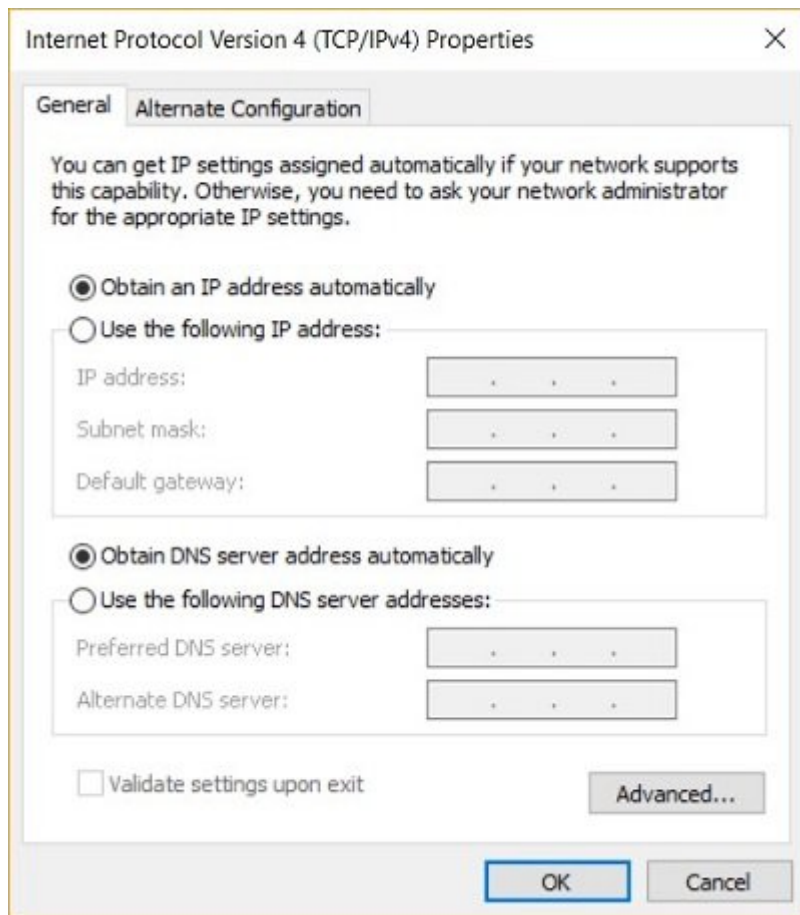 Internet Protocol Version 4 (TCP/IPv4) Properties
General
Alternate Configuration
You can get IP settings assigned automatically if your network supports
this capability. Otherwise, you need to ask your network administrator
for the appropriate IP settings.
Obtain an IP address automatically
Use the following IP address:
IP address:
Subnet mask:
Default gateway:
Obtain DNS server address automatically
Use the following DNS server addresses:
Preferred DNS server:
Alternate DNS server:
Validate settings upon exit
Advanced...
OK
Cancel